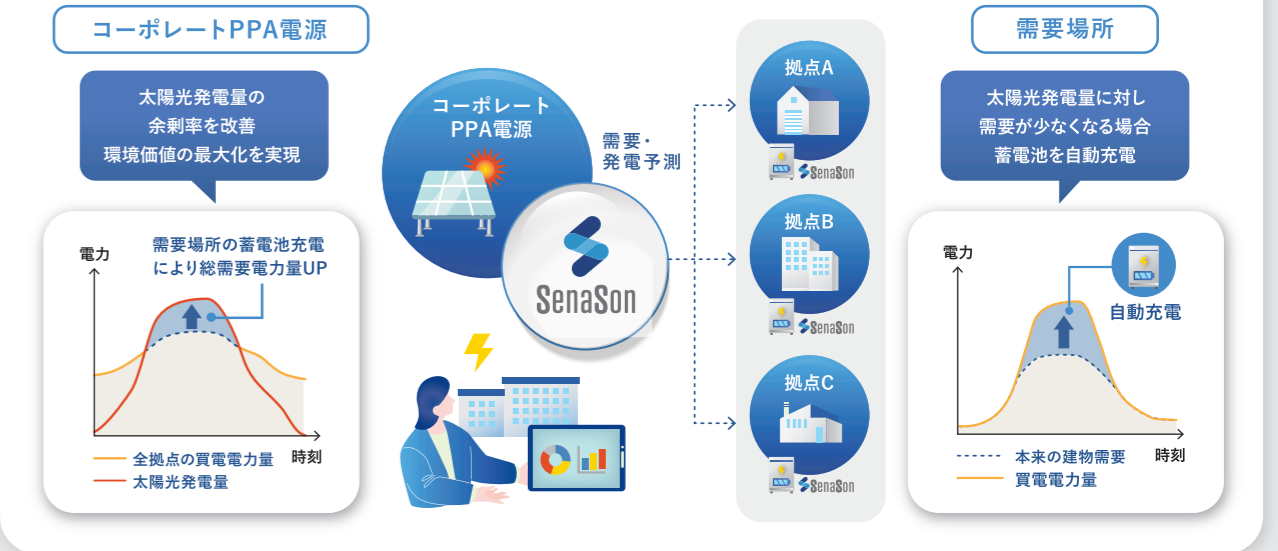 コーポレートPPA電源
太陽光発電量の
余剰率を改善
環境価値の最大化を実現
電力
需要場所の蓄電池充電
により総需要電力量UP
時刻
全拠点の買電電力量
太陽光発電量
コーポレート
PPA電源
SenaSon
需要・
発電予測
拠点A
SenaSon
拠点B
SenaSon
拠点C
SenaSon
需要場所
太陽光発電量に対し
需要が少なくなる場合
蓄電池を自動充電
電力
自動充電
時刻
本来の建物需要
買電電力量